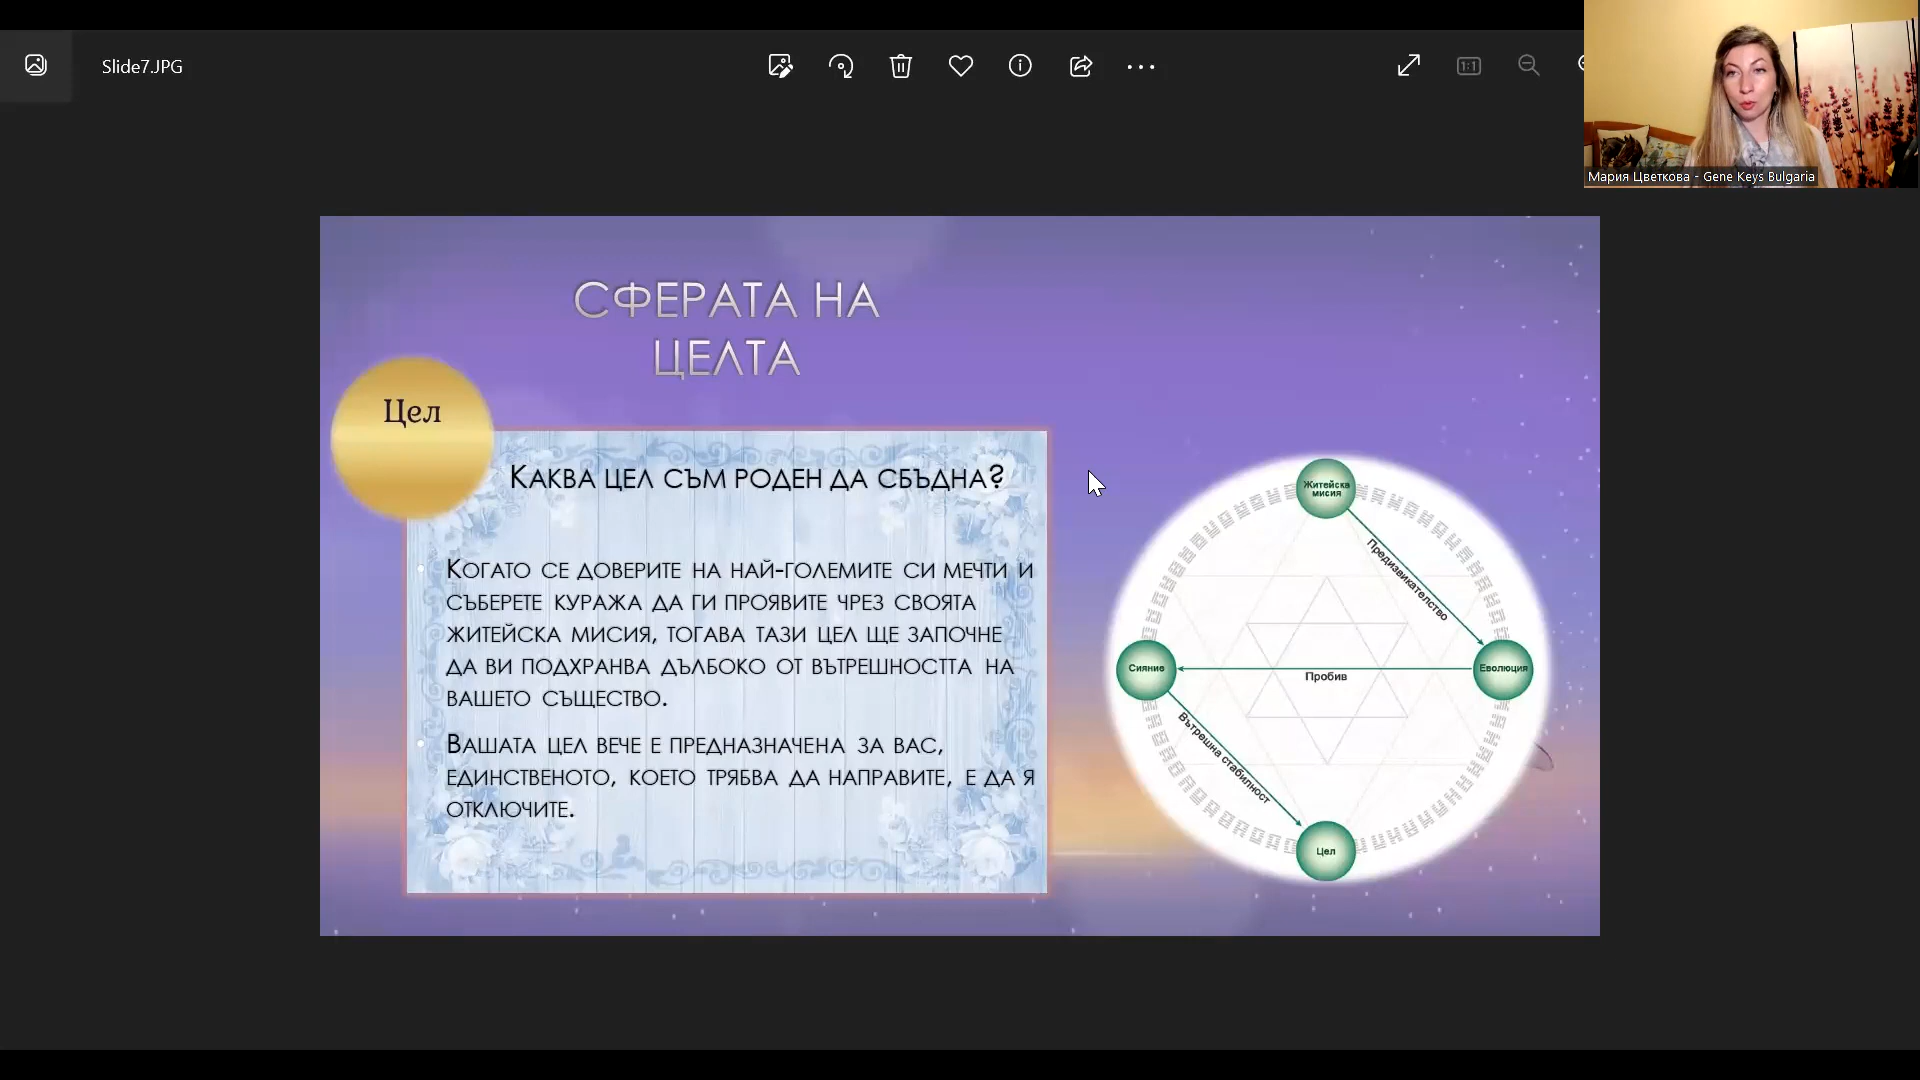 Slide7.JPG
Мария Цветкова - Gene Keys Bulgaria
СФЕРАТА НА
ЦЕЛТА
Цел
КАКВА ЦЕЛ СЪМ РОДЕН ДА СБЪДНА?
КОГАТО СЕ ДОВЕРИТЕ НА НАЙ-ГОЛЕМИТЕ СИ МЕЧТИ И
СЪБЕРЕТЕ КУРАЖА ДА ГИ ПРОЯВИТЕ ЧРЕЗ СВОЯТА
ЖИТЕЙСКА МИСИЯ, ТОГАВА ТАЗИ ЦЕЛ ЩЕ ЗАПОЧНЕ
ДА ВИ ПОДХРАНВА ДЪЛБОКО ОТ ВЪТРЕШНОСТТА НА
ВАШЕТО СЪЩЕСТВО.
ВАШАТА ЦЕЛ ВЕЧЕ Е ПРЕДНАЗНАЧЕНА ЗА ВАС,
ЕДИНСТВЕНОТО, КОЕТО ТРЯБВА ДА НАПРАВИТЕ, Е ДА Я
ОТКЛЮЧИТЕ.
Житейска
мисия
Предизвикателство
Сияние
Еволюция
Пробив
Вътрешна стабилност
Цел
1:1